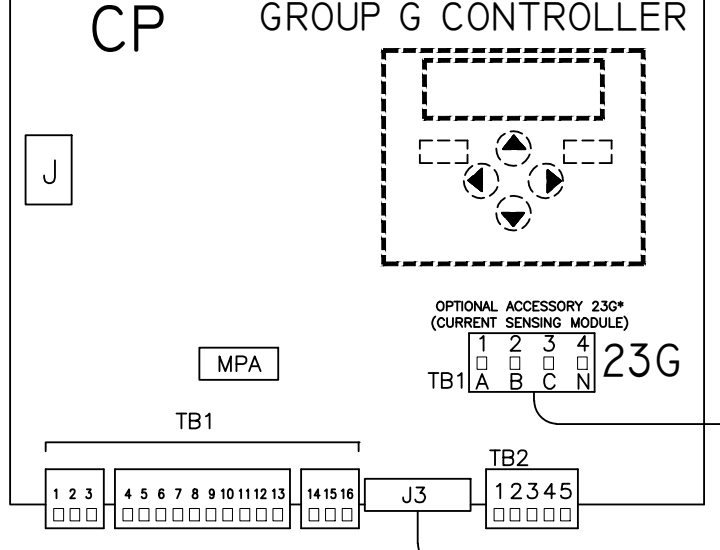 CP
GROUP G CONTROLLER
J
OPTIONAL ACCESSORY 23G*
(CURRENT SENSING MODULE)
1 2 3 4
TB1 A B C N
23G
MPA
TB1
TB2
1 2 3 4 5 6 7 8 9 10 11 12 13 14 15 16
J3
1 2 3 4 5